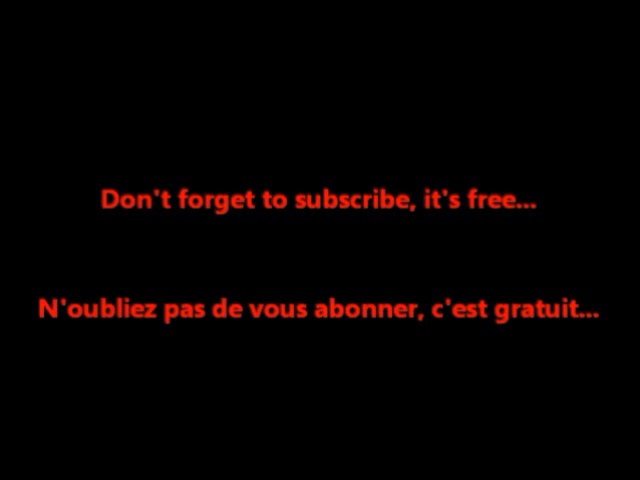 Don't forget to subscribe, it's free...
N'oubliez pas de vous abonner, c'est gratuit...